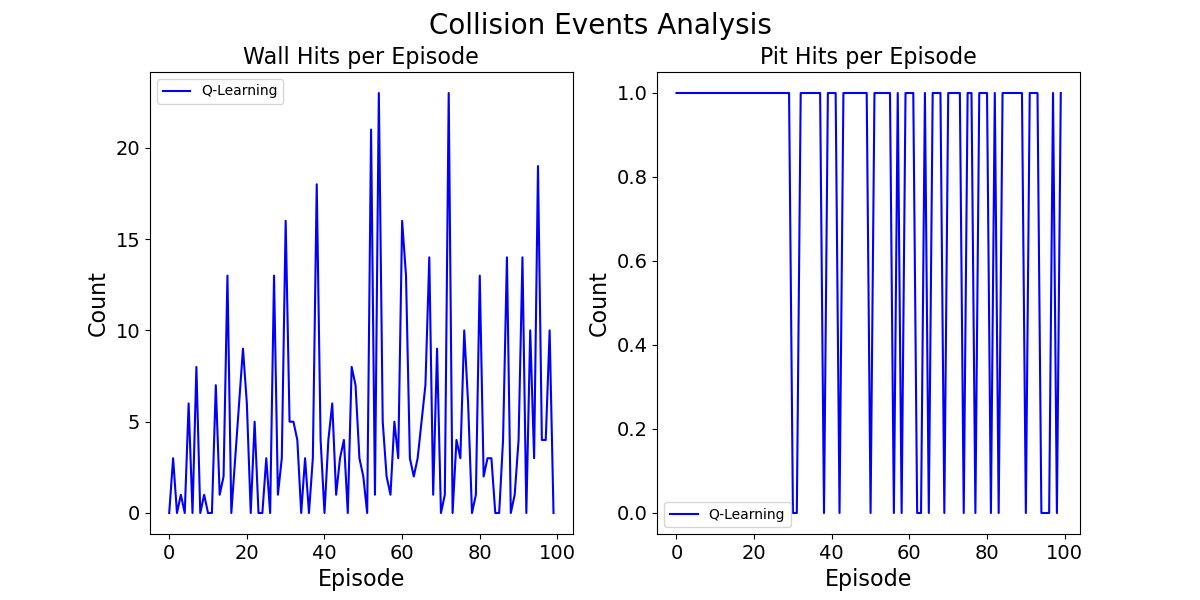 Collision Events Analysis
Wall Hits per Episode
Q-Learning
Count
20
15
10
5
0
0 20 40 60 80 100
Episode
Pit Hits per Episode
Count
1.0
0.8
0.6
0.4
0.2
0.0
Q-Learning
0 20 40 60 80 100
Episode